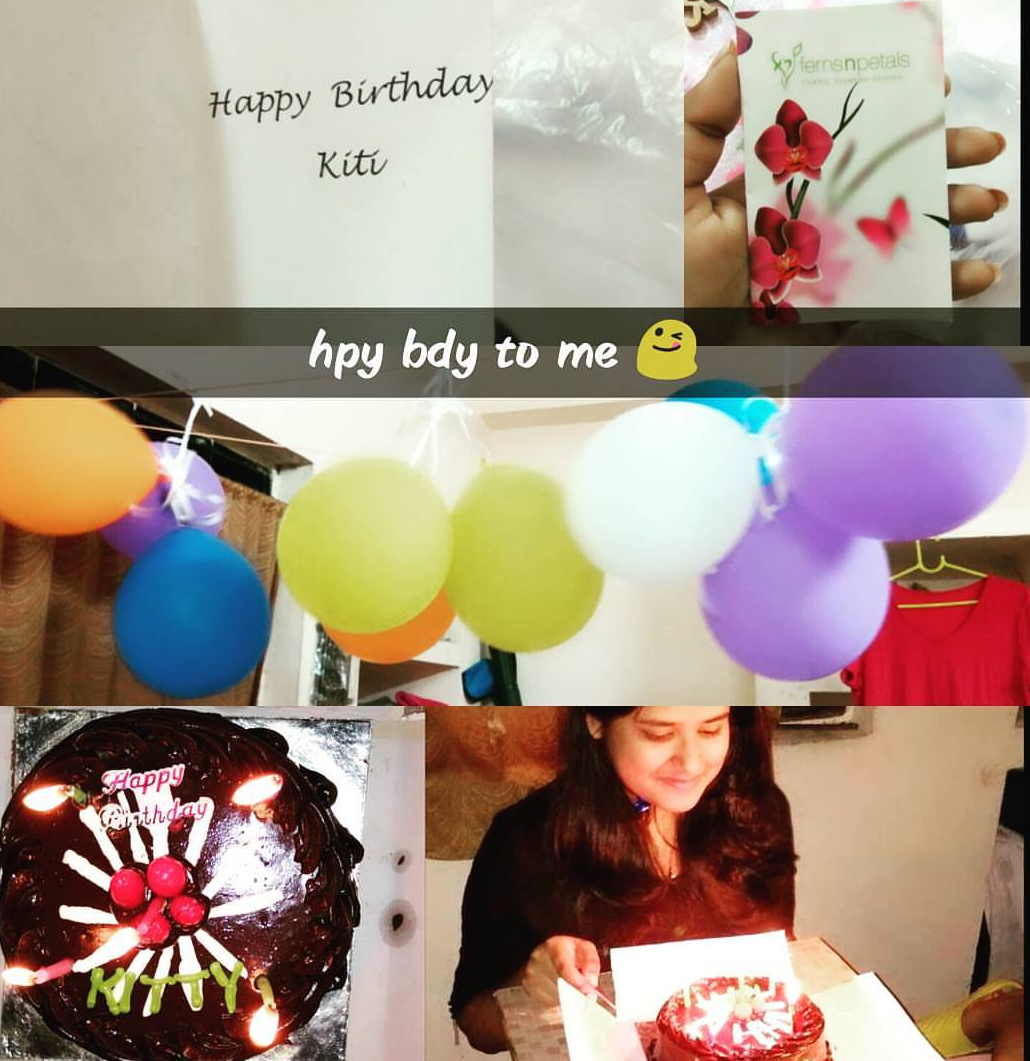 Happy Birthday
Kiti
fernsnpetals
hpy bdy to me 😜
Happy
Birthday
KITTY